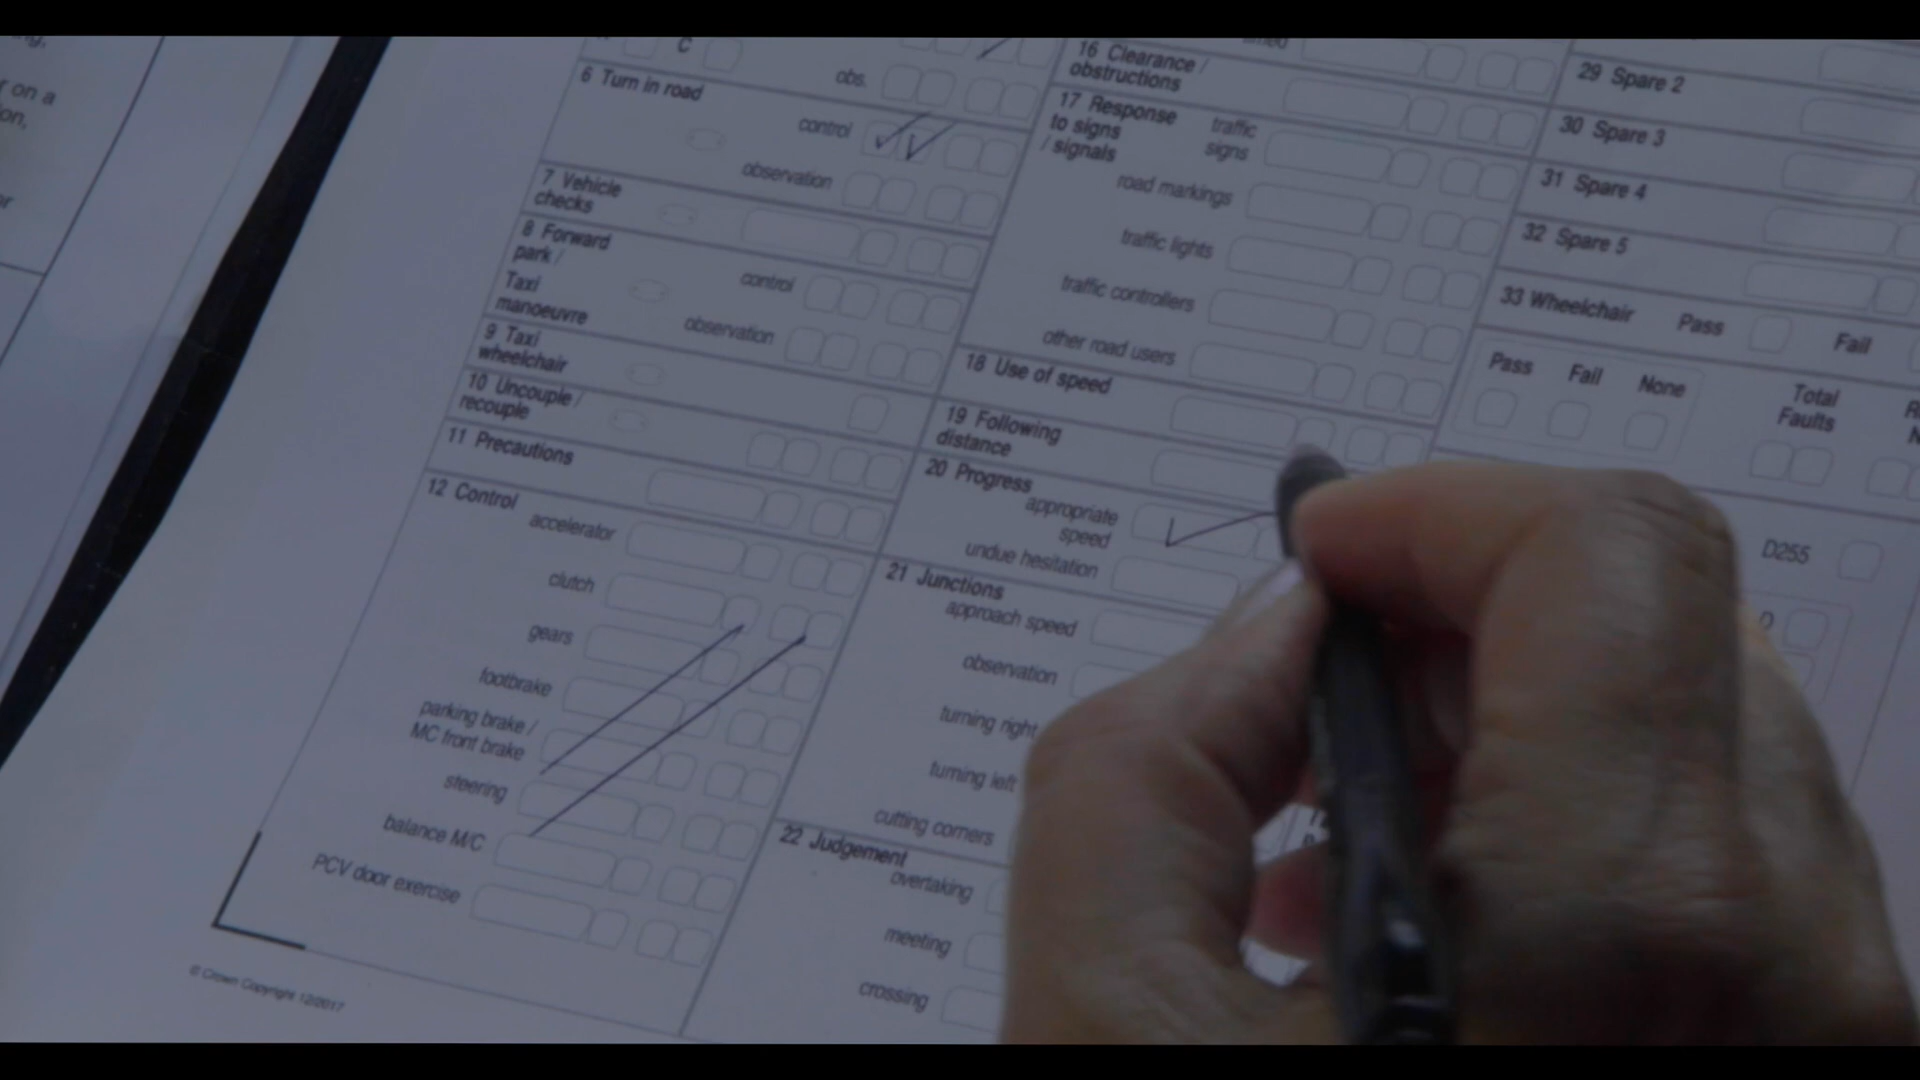 r on a
on,
C
obs.
6 Turn in road
control
observation
7 Vehicle
checks
8 Forward
park /
Taxi
manoeuvre
control
observation
9 Taxi
wheelchair
10 Uncouple /
recouple
11 Precautions
12 Control
accelerator
clutch
gears
footbrake
parking brake /
MC front brake
steering
balance M/C
PCV door exercise
© Crown Copyright 12/2017
16 Clearance /
obstructions
17 Response
to signs
/ signals
traffic
signs
road markings
traffic lights
traffic controllers
other road users
18 Use of speed
19 Following
distance
20 Progress
appropriate
speed
undue hesitation
21 Junctions
approach speed
observation
turning right
turning left
cutting corners
22 Judgement
overtaking
meeting
crossing
29 Spare 2
30 Spare 3
31 Spare 4
32 Spare 5
33 Wheelchair Pass Fail
Pass Fail None
Total
Faults
D255